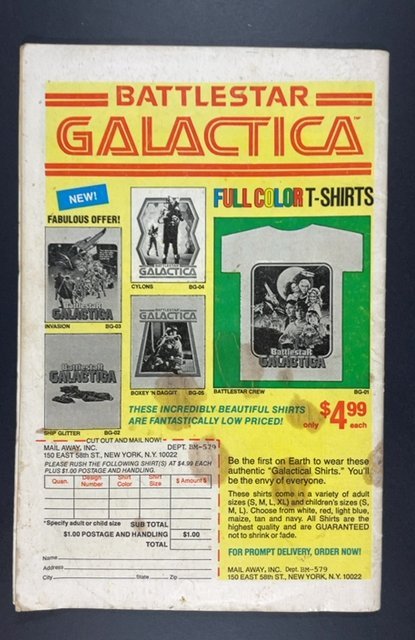 BATTLESTAR
GALACTICA™
NEW!
FABULOUS OFFER!
FULL COLOR T-SHIRTS
Battlestar
GALACTICA
INVASION BG-03
GALACTICA
CYLONS BG-04
Battlestar
GALACTICA
SHIP GLITTER BG-02
GALACTICA
BOXEY 'N DAGGIT BG-05
Battlestar
GALACTICA
BATTLESTAR CREW BG-01
THESE INCREDIBLY BEAUTIFUL SHIRTS
ARE FANTASTICALLY LOW PRICED!
only $4.99 each
CUT OUT AND MAIL NOW!
MAIL AWAY, INC. DEPT. BM-579
150 EAST 58th ST., NEW YORK, N.Y. 10022
PLEASE RUSH THE FOLLOWING SHIRT(S) AT $4.99 EACH
PLUS $1.00 POSTAGE AND HANDLING.
Quan. Design Number Shirt Color Shirt Size $ Amount $
*Specify adult or child size SUB TOTAL
$1.00 POSTAGE AND HANDLING $1.00
TOTAL
Name
Address
City State Zip
Be the first on Earth to wear these
authentic "Galactical Shirts." You'll
be the envy of everyone.
These shirts come in a variety of adult
sizes (S, M, L, XL) and children's sizes (S,
M, L). Choose from white, red, light blue,
maize, tan and navy. All Shirts are the
highest quality and are GUARANTEED
not to shrink or fade.
FOR PROMPT DELIVERY, ORDER NOW!
MAIL AWAY, INC. Dept. BM-579
150 EAST 58th ST., NEW YORK, N.Y. 10022